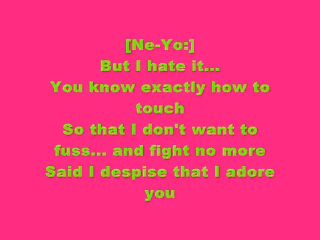 [Ne-Yo:]
But I hate it...
You know exactly how to
touch
So that I don't want to
fuss... and fight no more
Said I despise that I adore
you